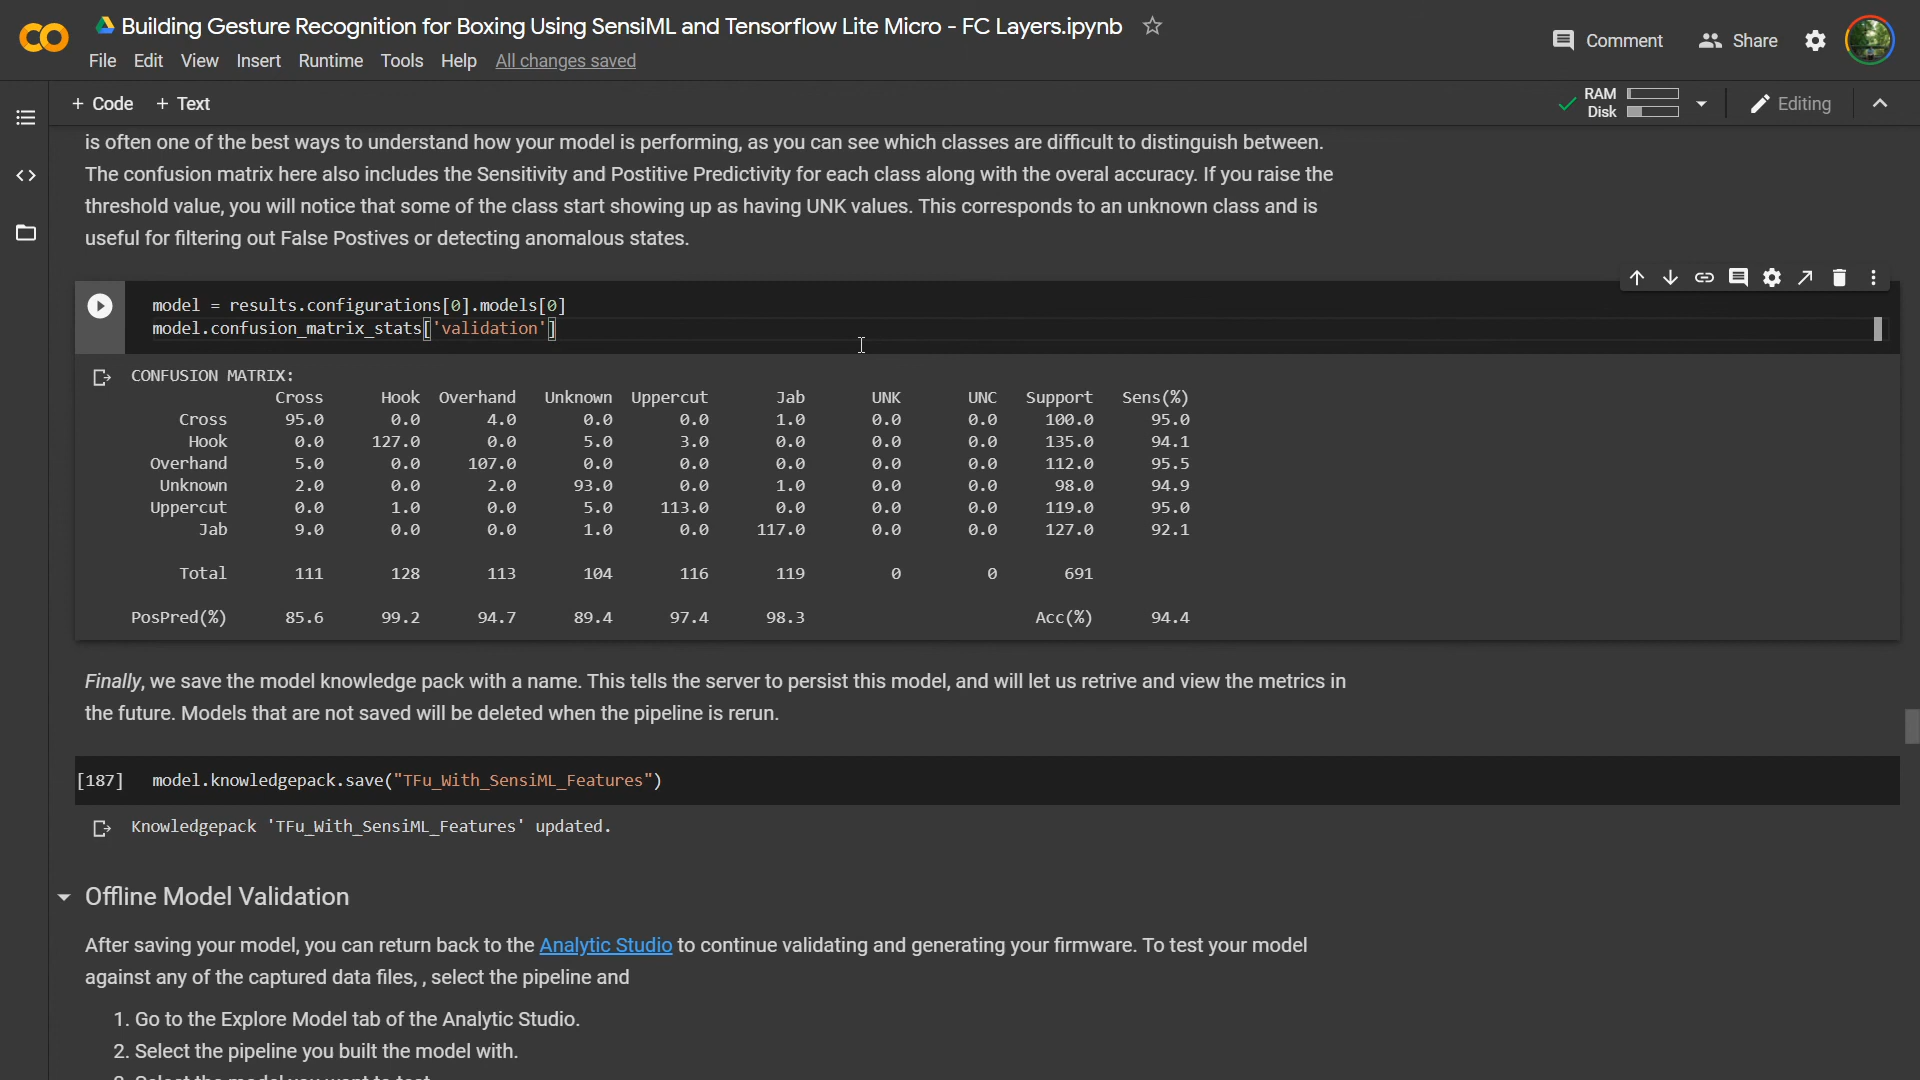 Building Gesture Recognition for Boxing Using SensiML and Tensorflow Lite Micro - FC Layers.ipynb
File Edit View Insert Runtime Tools Help All changes saved
Comment Share
+ Code + Text
RAM
Disk
Editing
is often one of the best ways to understand how your model is performing, as you can see which classes are difficult to distinguish between.
The confusion matrix here also includes the Sensitivity and Postitive Predictivity for each class along with the overal accuracy. If you raise the
threshold value, you will notice that some of the class start showing up as having UNK values. This corresponds to an unknown class and is
useful for filtering out False Postives or detecting anomalous states.
model = results.configurations[0].models[0]
model.confusion_matrix_stats['validation']
CONFUSION MATRIX:
Cross Hook Overhand Unknown Uppercut Jab UNK UNC Support Sens(%)
Cross 95.0 0.0 4.0 0.0 0.0 1.0 0.0 0.0 100.0 95.0
Hook 0.0 127.0 0.0 5.0 3.0 0.0 0.0 0.0 135.0 94.1
Overhand 5.0 0.0 107.0 0.0 0.0 0.0 0.0 0.0 112.0 95.5
Unknown 2.0 0.0 2.0 93.0 0.0 1.0 0.0 0.0 98.0 94.9
Uppercut 0.0 1.0 0.0 5.0 113.0 0.0 0.0 0.0 119.0 95.0
Jab 9.0 0.0 0.0 1.0 0.0 117.0 0.0 0.0 127.0 92.1
Total 111 128 113 104 116 119 0 0 691
PosPred(%) 85.6 99.2 94.7 89.4 97.4 98.3 Acc(%) 94.4
Finally, we save the model knowledge pack with a name. This tells the server to persist this model, and will let us retrive and view the metrics in
the future. Models that are not saved will be deleted when the pipeline is rerun.
[187] model.knowledgepack.save("TFu_With_SensiML_Features")
Knowledgepack 'TFu_With_SensiML_Features' updated.
Offline Model Validation
After saving your model, you can return back to the Analytic Studio to continue validating and generating your firmware. To test your model
against any of the captured data files, , select the pipeline and
1. Go to the Explore Model tab of the Analytic Studio.
2. Select the pipeline you built the model with.